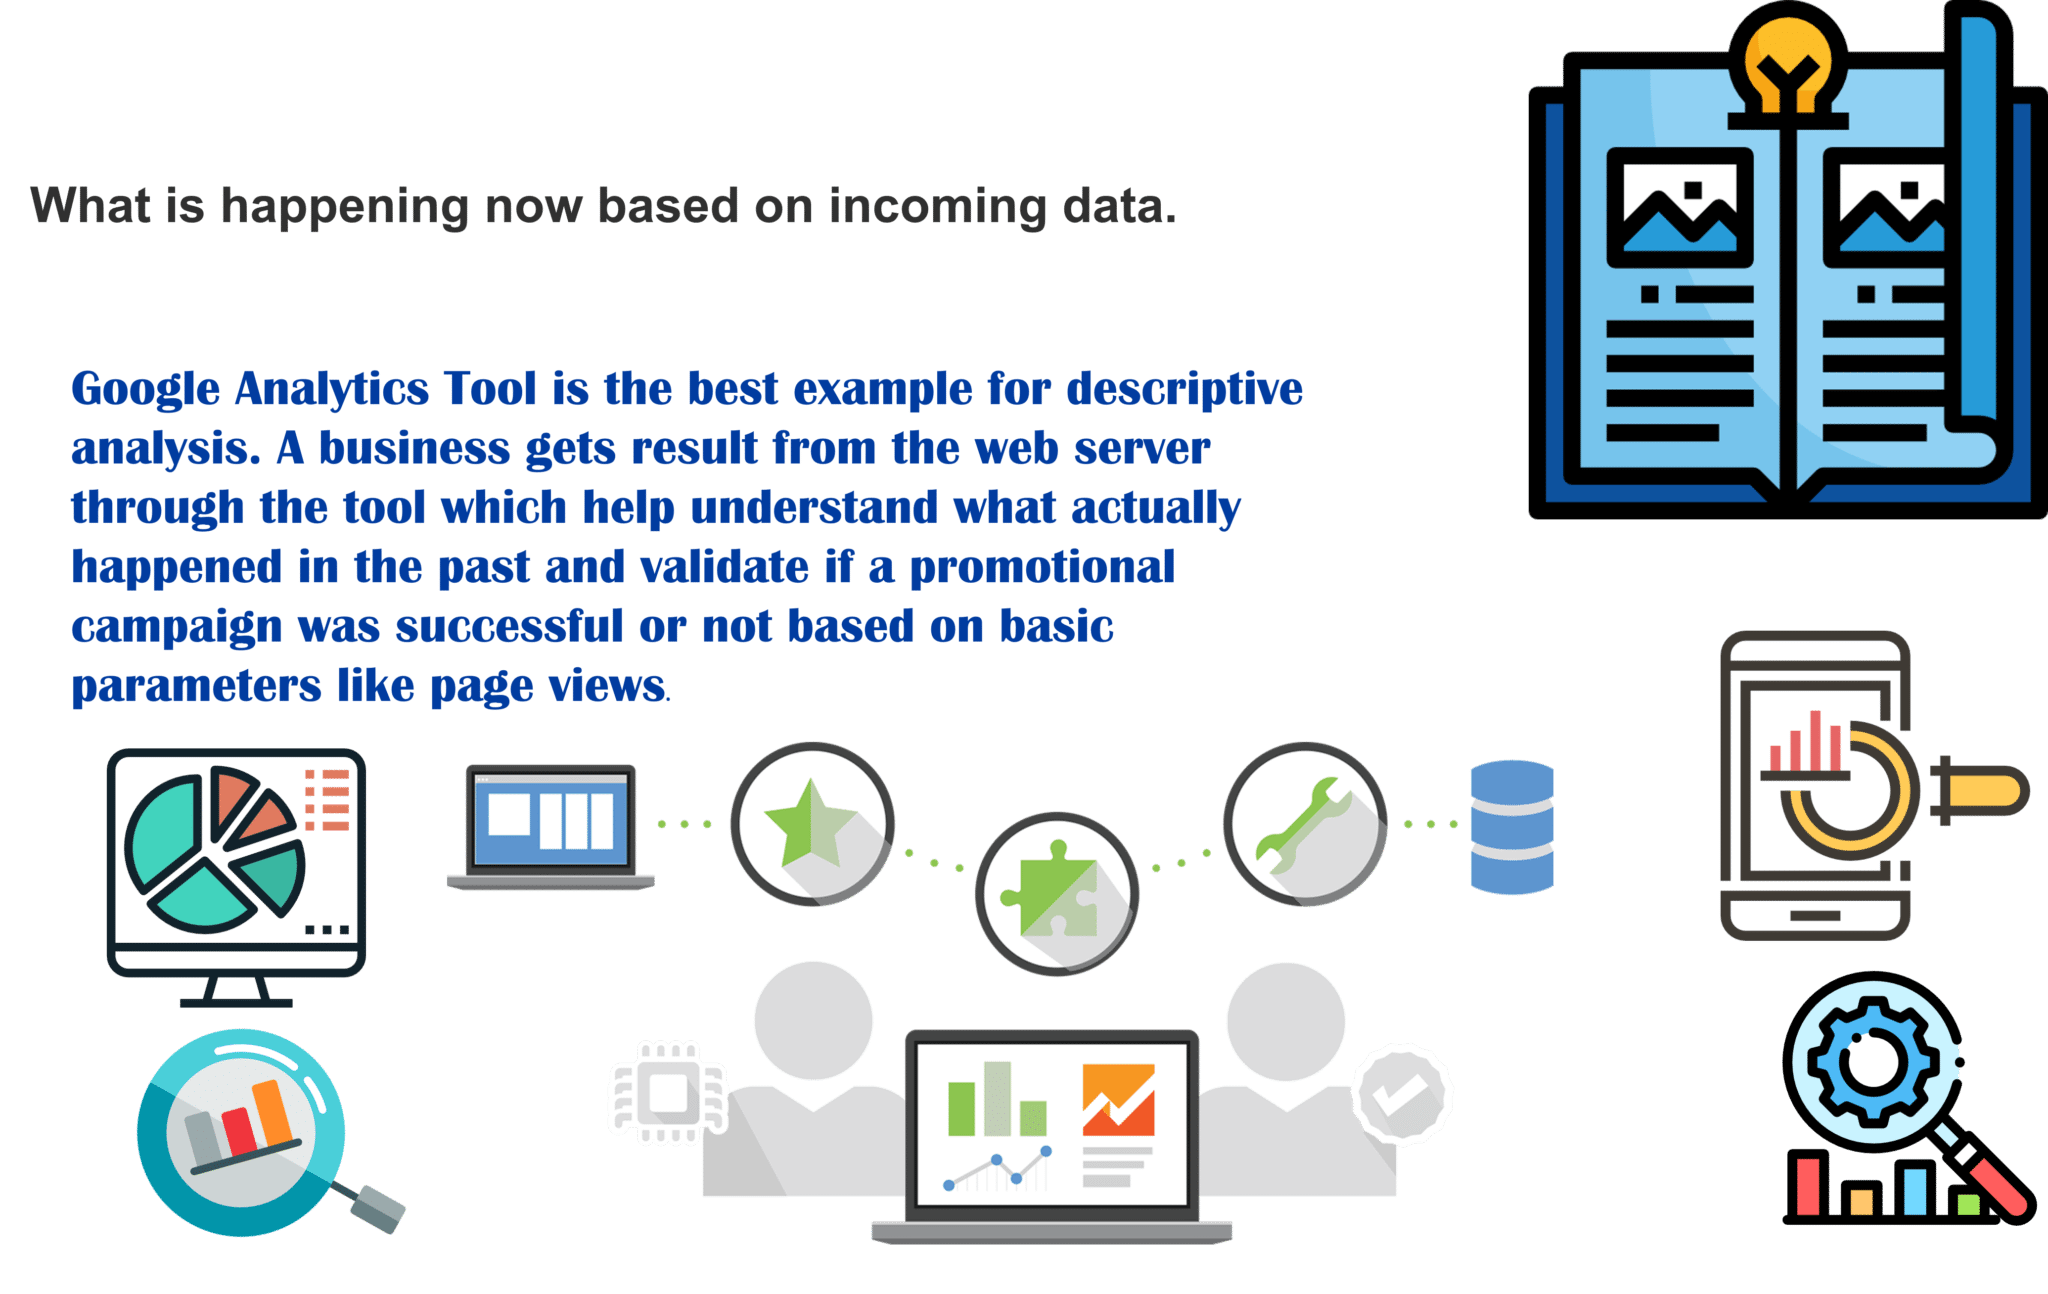 What is happening now based on incoming data.
Google Analytics Tool is the best example for descriptive
analysis. A business gets result from the web server
through the tool which help understand what actually
happened in the past and validate if a promotional
campaign was successful or not based on basic
parameters like page views.